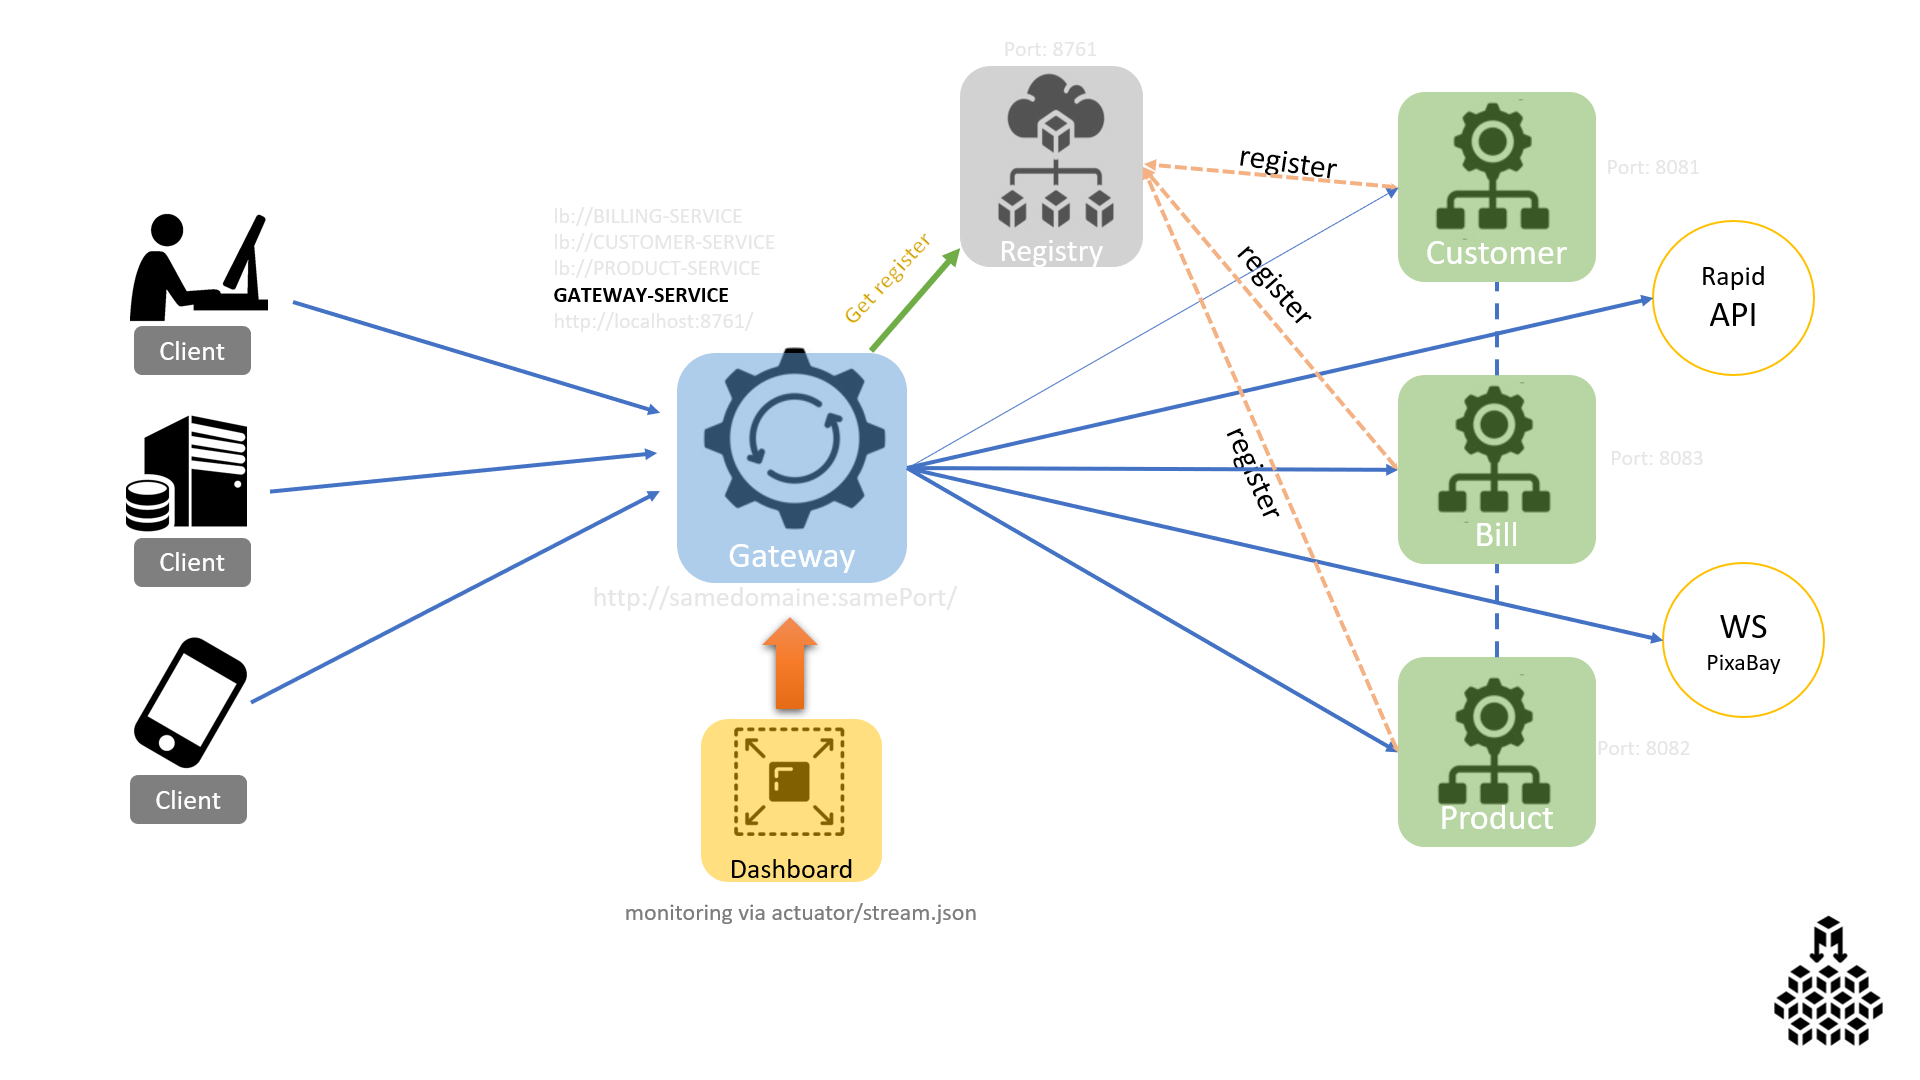 Port: 8761
Registry
register
Customer
Port: 8081
lb://BILLING-SERVICE
lb://CUSTOMER-SERVICE
lb://PRODUCT-SERVICE
GATEWAY-SERVICE
http://localhost:8761/
Get register
register
Rapid
API
Client
Client
Client
Gateway
http://samedomaine:samePort/
register
Bill
Port: 8083
WS
PixaBay
Product
Port: 8082
Dashboard
monitoring via actuator/stream.json